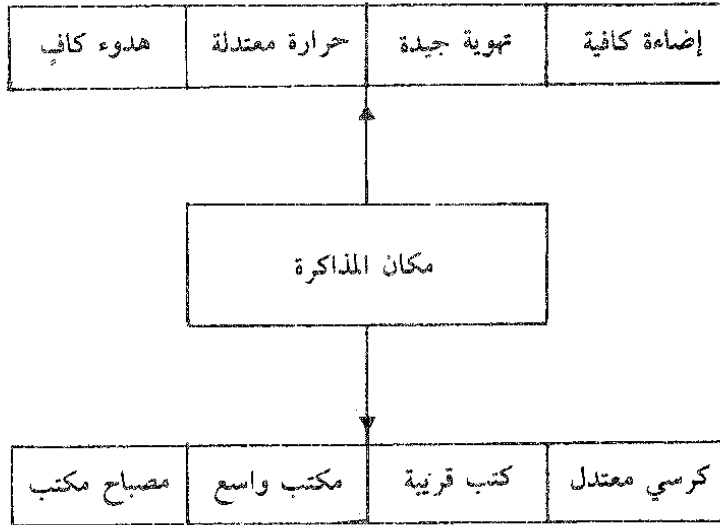 إضاءة كافية تهوية جيدة حرارة معتدلة هدوء كافٍ
مكان المذاكرة
كرسي معتدل كتب قريبة مكتب واسع مصباح مكتب